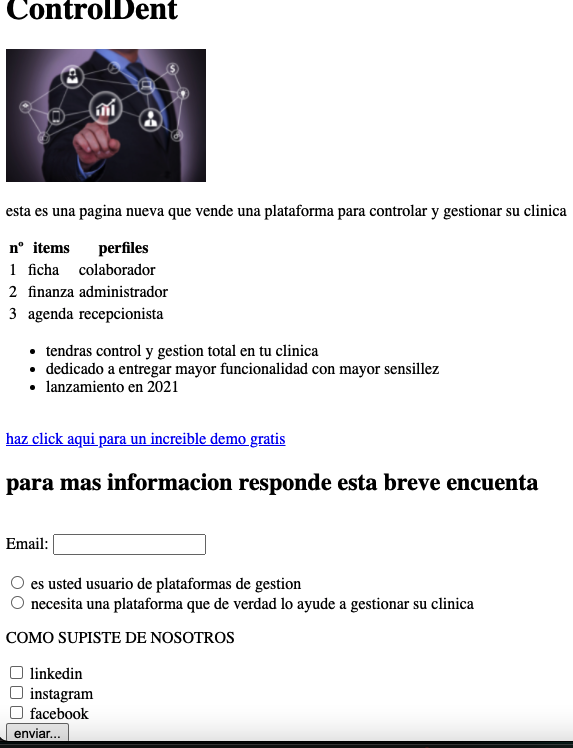 ControlDent
$
esta es una pagina nueva que vende una plataforma para controlar y gestionar su clinica
nº items perfiles
1 ficha colaborador
2 finanza administrador
3 agenda recepcionista
tendras control y gestion total en tu clinica
dedicado a entregar mayor funcionalidad con mayor sensillez
lanzamiento en 2021
haz click aqui para un increible demo gratis
para mas informacion responde esta breve encuenta
Email:
es usted usuario de plataformas de gestion
necesita una plataforma que de verdad lo ayude a gestionar su clinica
COMO SUPISTE DE NOSOTROS
linkedin
instagram
facebook
enviar...